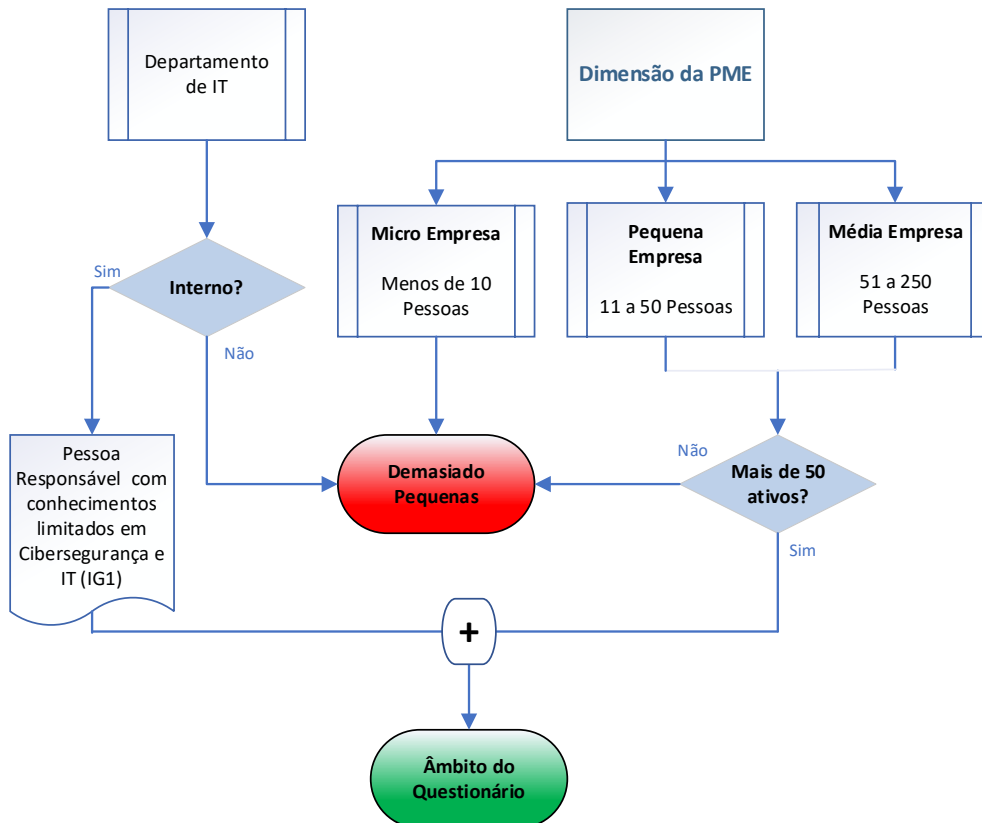 Departamento
de IT
Dimensão da PME
Micro Empresa
Menos de 10
Pessoas
Pequena
Empresa
11 a 50 Pessoas
Média Empresa
51 a 250
Pessoas
Sim
Interno?
Não
Pessoa
Responsável com
conhecimentos
limitados em
Cibersegurança e
IT (IG1)
Demasiado
Pequenas
Não
Mais de 50
ativos?
Sim
+
Âmbito do
Questionário